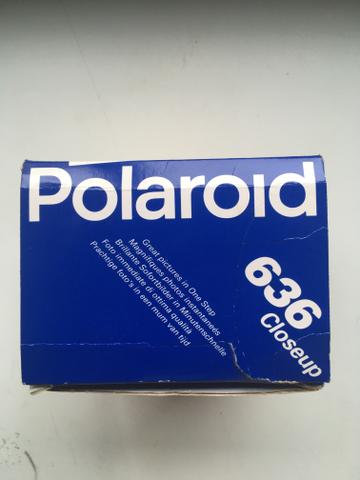 Polaroid
Great pictures in One Step
Magnifiques photos instantanées
Brillante Sofortbilder in Minutenschnelle
Foto immediate di ottima qualità
Prachtige foto's in een mum van tijd
636
Closeup